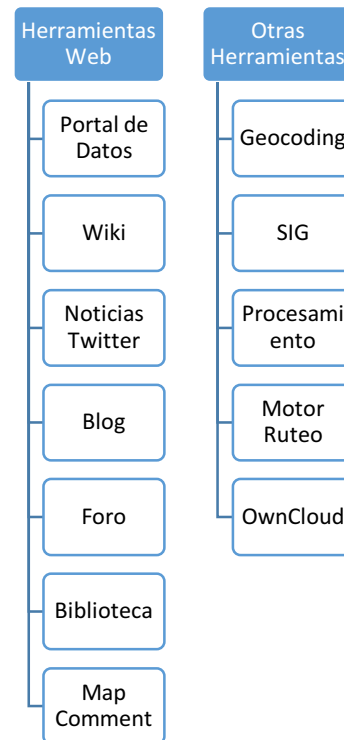 Herramientas
Web
Portal de
Datos
Wiki
Noticias
Twitter
Blog
Foro
Biblioteca
Map
Comment
Otras
Herramientas
Geocoding
SIG
Procesami
ento
Motor
Ruteo
OwnCloud